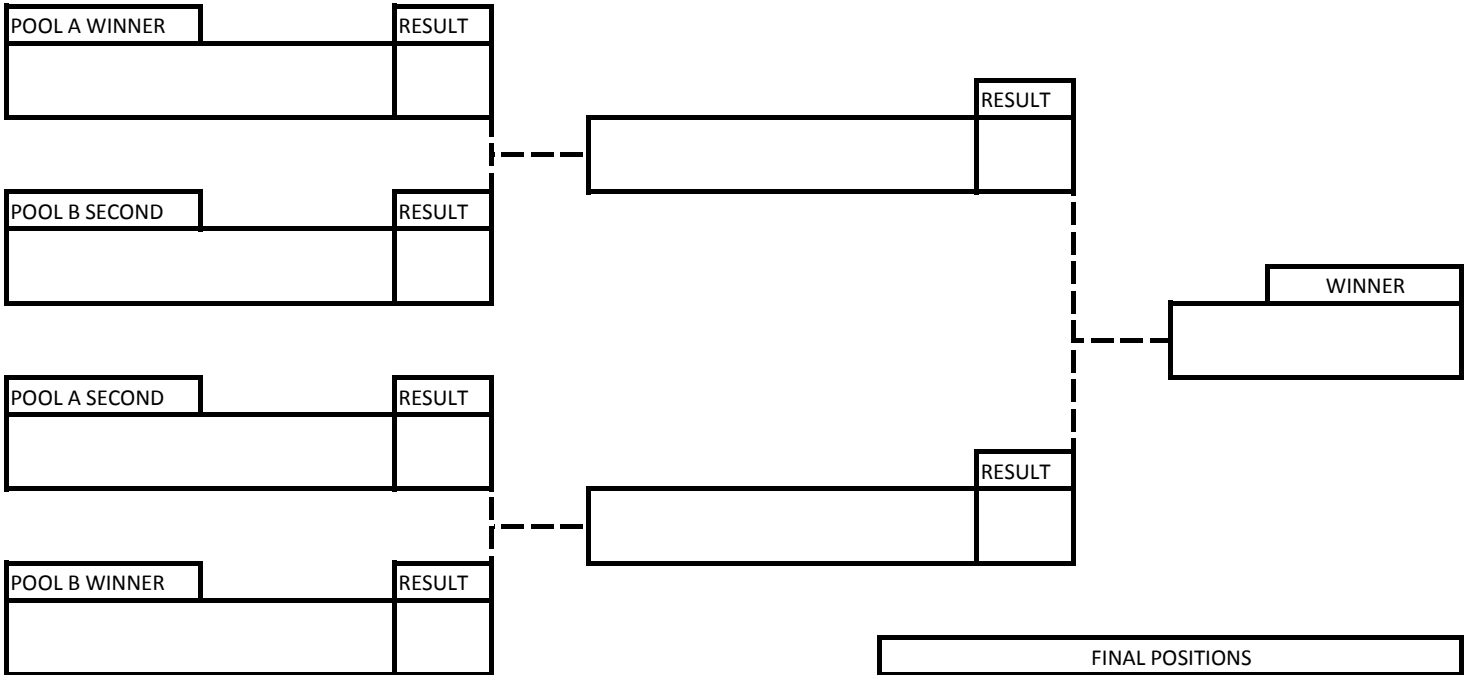 POOL A WINNER RESULT
RESULT
POOL B SECOND RESULT
WINNER
POOL A SECOND RESULT
RESULT
POOL B WINNER RESULT
FINAL POSITIONS